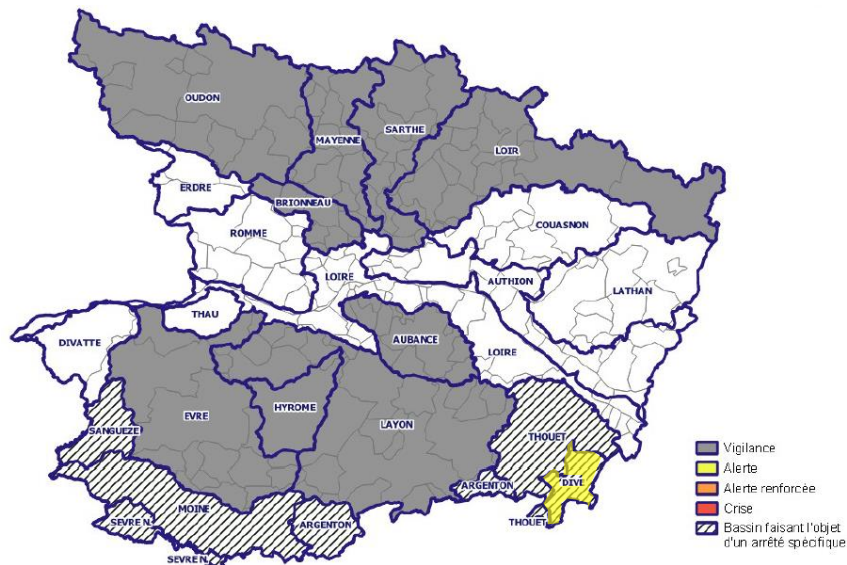 OUDON
MAYENNE
SARTHE
LOIR
ERDRE
BRIONNEAU
ROMME
COUASNON
LOIRE
AUTHION
LATHAN
THAU
DIVATTE
AUBANCE
LOIRE
EVRE
HYROME
LAYON
SANGUEZE
THOUET
ARGENTON
DIVE
MOINE
SEVRE N.
ARGENTON
THOUET
SEVRE N.
Vigilance
Alerte
Alerte renforcée
Crise
Bassin faisant l'objet
d'un arrêté spécifique